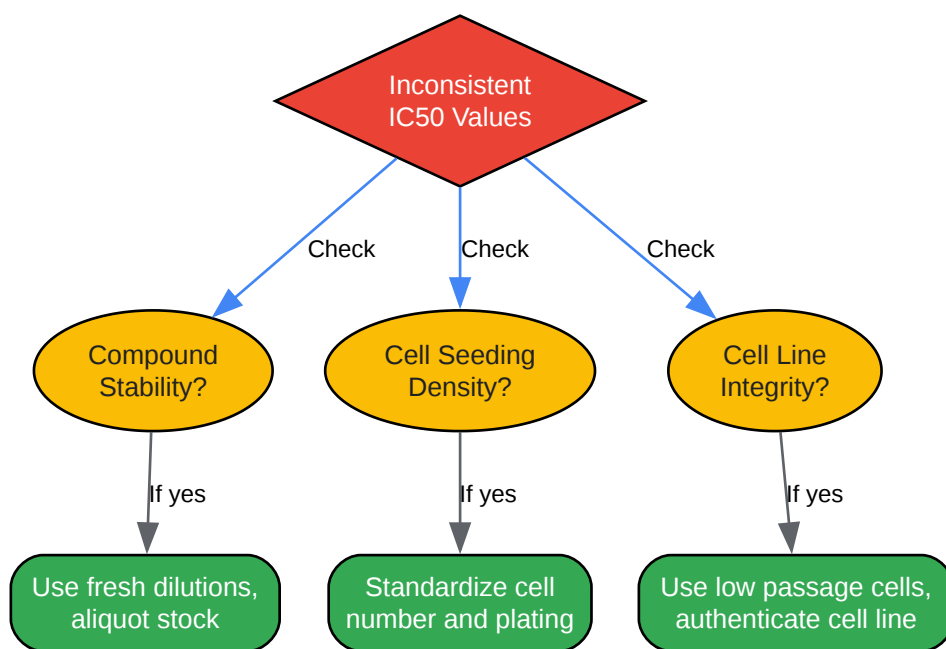 Inconsistent
IC50 Values
Check
Check
Check
Compound
Stability?
Cell Seeding
Density?
Cell Line
Integrity?
If yes
If yes
If yes
Use fresh dilutions,
aliquot stock
Standardize cell
number and plating
Use low passage cells,
authenticate cell line